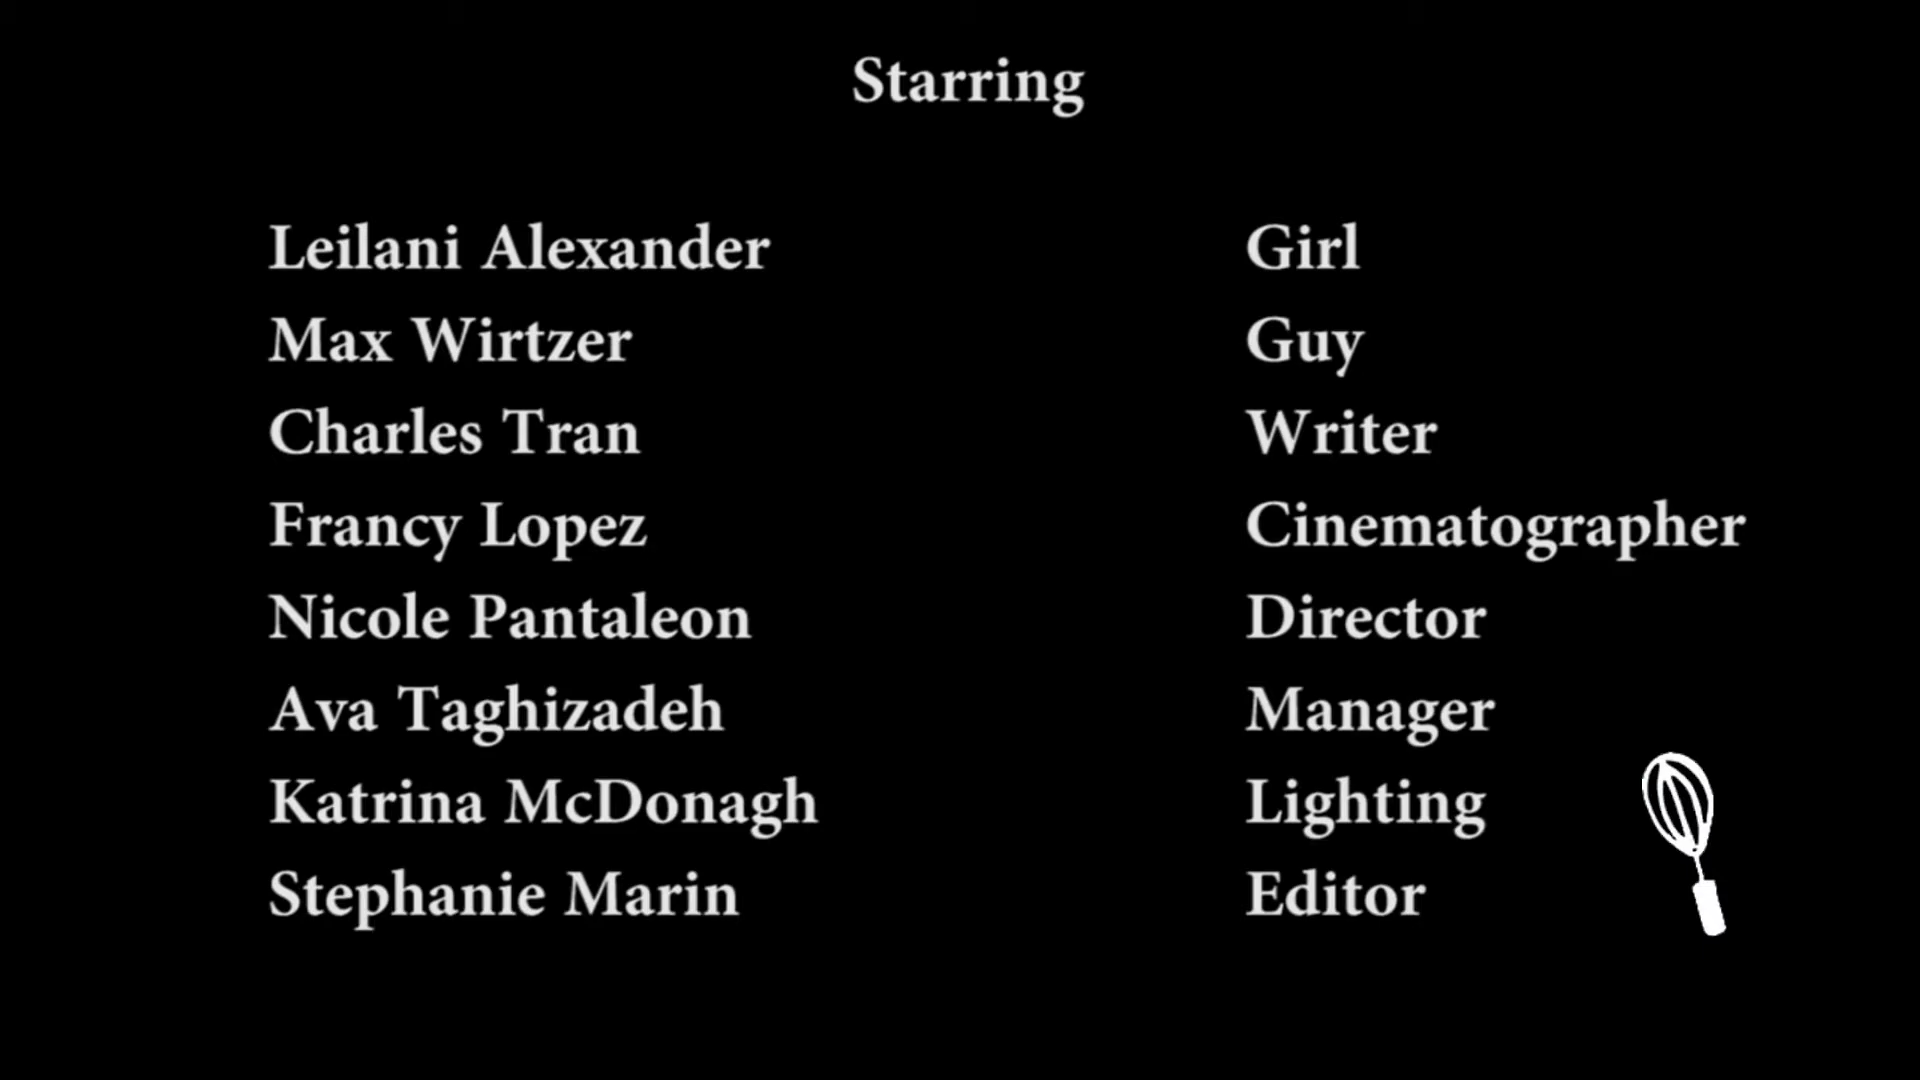 Starring
Leilani Alexander Girl
Max Wirtzer Guy
Charles Tran Writer
Francy Lopez Cinematographer
Nicole Pantaleon Director
Ava Taghizadeh Manager
Katrina McDonagh Lighting
Stephanie Marin Editor